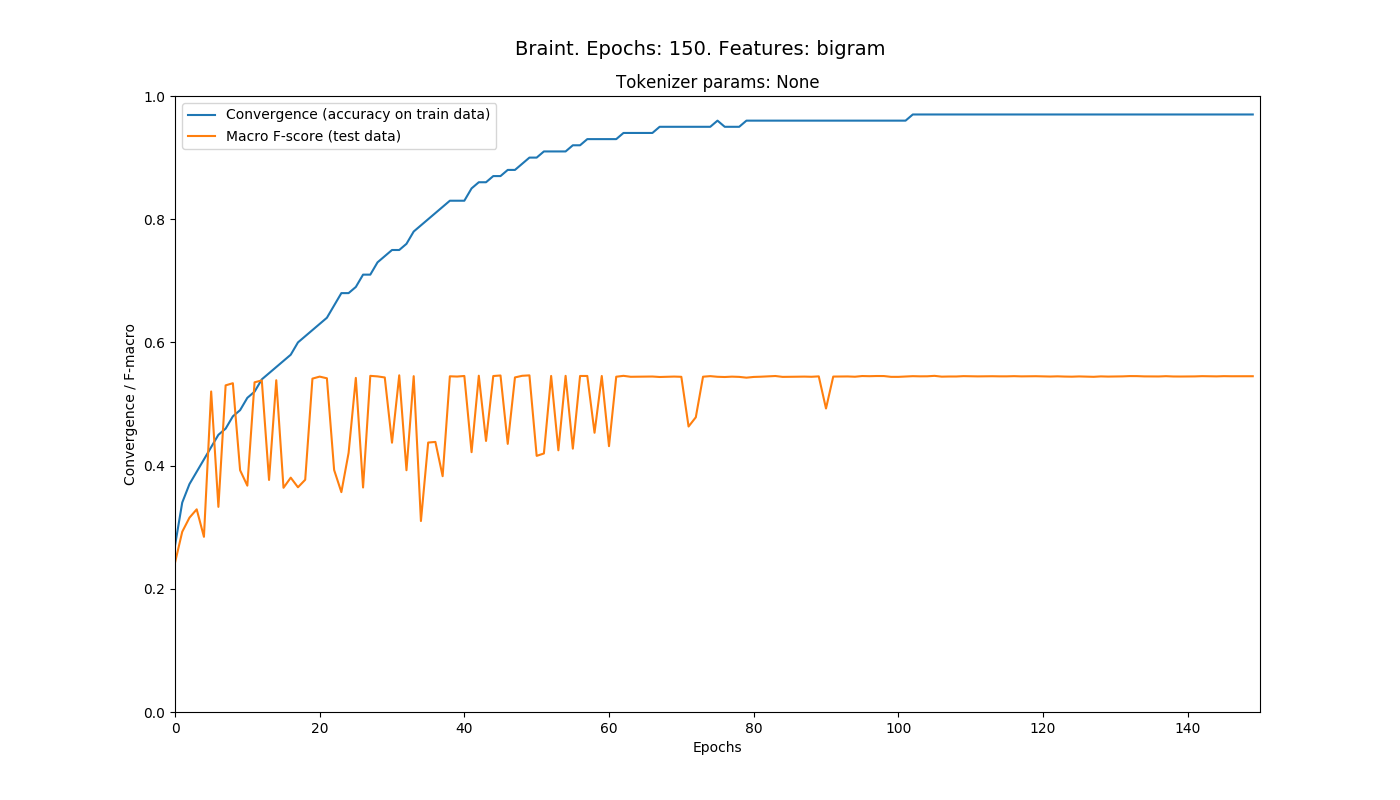 Braint. Epochs: 150. Features: bigram
Tokenizer params: None
Convergence (accuracy on train data)
Macro F-score (test data)
Convergence / F-macro
1.0
0.8
0.6
0.4
0.2
0.0
0 20 40 60 80 100 120 140
Epochs